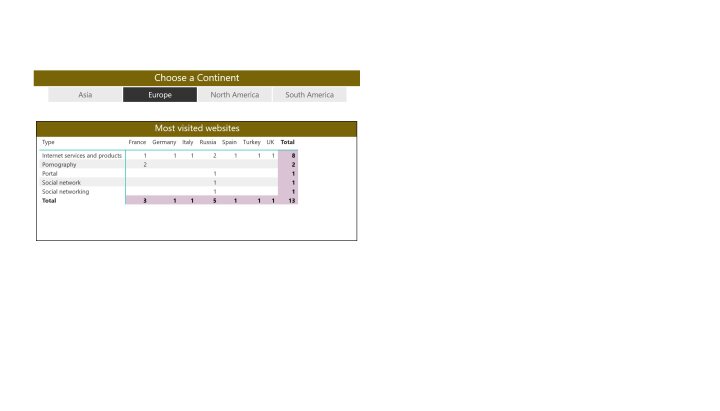 Choose a Continent
Asia Europe North America South America
Most visited websites
Type France Germany Italy Russia Spain Turkey UK Total
Internet services and products 1 1 1 2 1 1 1 8
Pornography 2 2
Portal 1 1
Social network 1 1
Social networking 1 1
Total 3 1 1 5 1 1 1 13